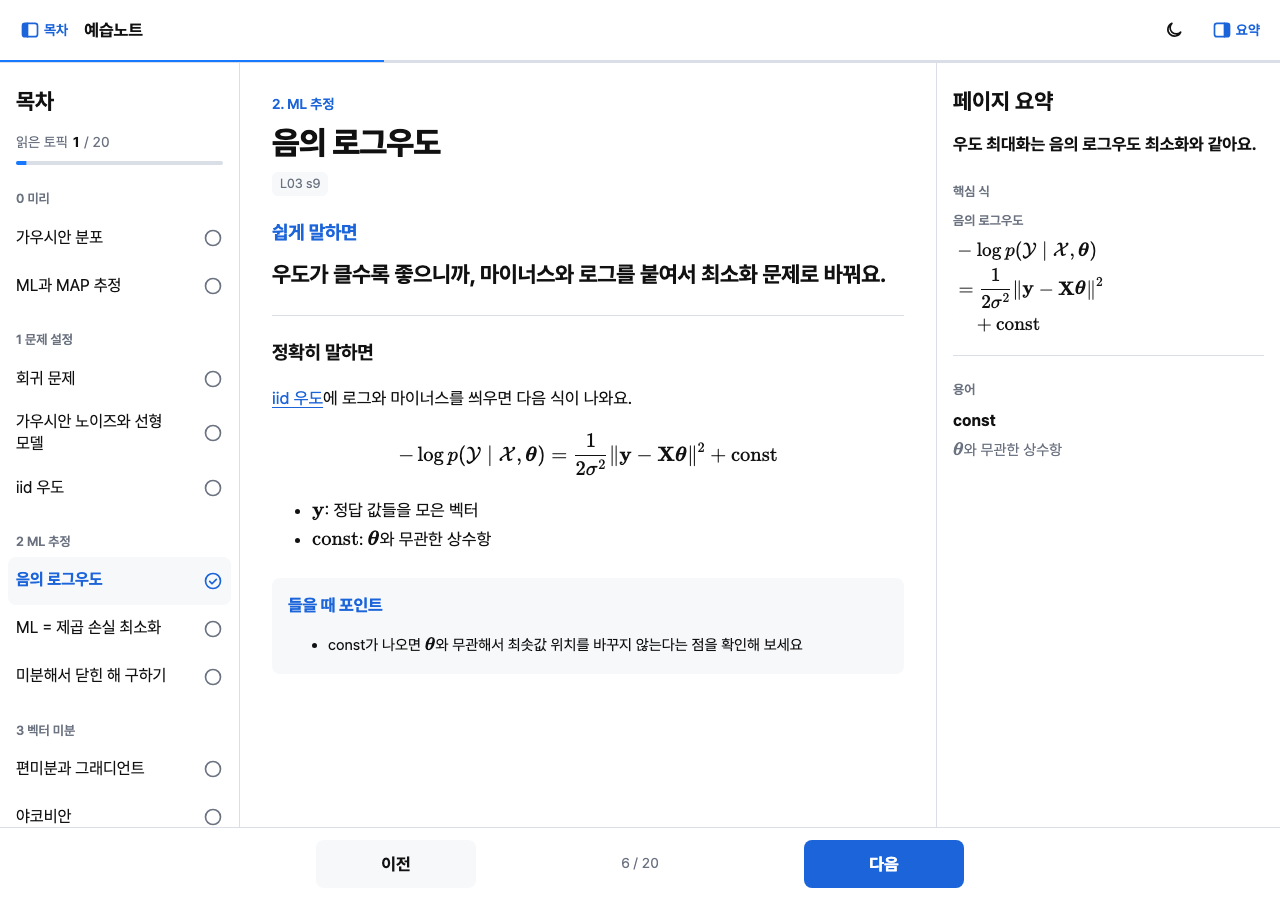 목차 예습노트 요약
목차
읽은 토픽 1 / 20
0 미리
가우시안 분포
ML과 MAP 추정
1 문제 설정
회귀 문제
가우시안 노이즈와 선형
모델
iid 우도
2 ML 추정
음의 로그우도
ML = 제곱 손실 최소화
미분해서 닫힌 해 구하기
3 벡터 미분
편미분과 그래디언트
야코비안
2. ML 추정
음의 로그우도
L03 s9
쉽게 말하면
우도가 클수록 좋으니까, 마이너스와 로그를 붙여서 최소화 문제로 바꿔요.
정확히 말하면
iid 우도에 로그와 마이너스를 씌우면 다음 식이 나와요.
− log p(𝒴 | 𝒳, 𝜽) = 1/(2σ²) ‖𝐲 − 𝐗𝜽‖² + const
• 𝐲: 정답 값들을 모은 벡터
• const: 𝜽와 무관한 상수항
들을 때 포인트
• const가 나오면 𝜽와 무관해서 최솟값 위치를 바꾸지 않는다는 점을 확인해 보세요
페이지 요약
우도 최대화는 음의 로그우도 최소화와 같아요.
핵심 식
음의 로그우도
− log p(𝒴 | 𝒳, 𝜽)
= 1/(2σ²) ‖𝐲 − 𝐗𝜽‖²
+ const
용어
const
𝜽와 무관한 상수항
이전 6 / 20 다음